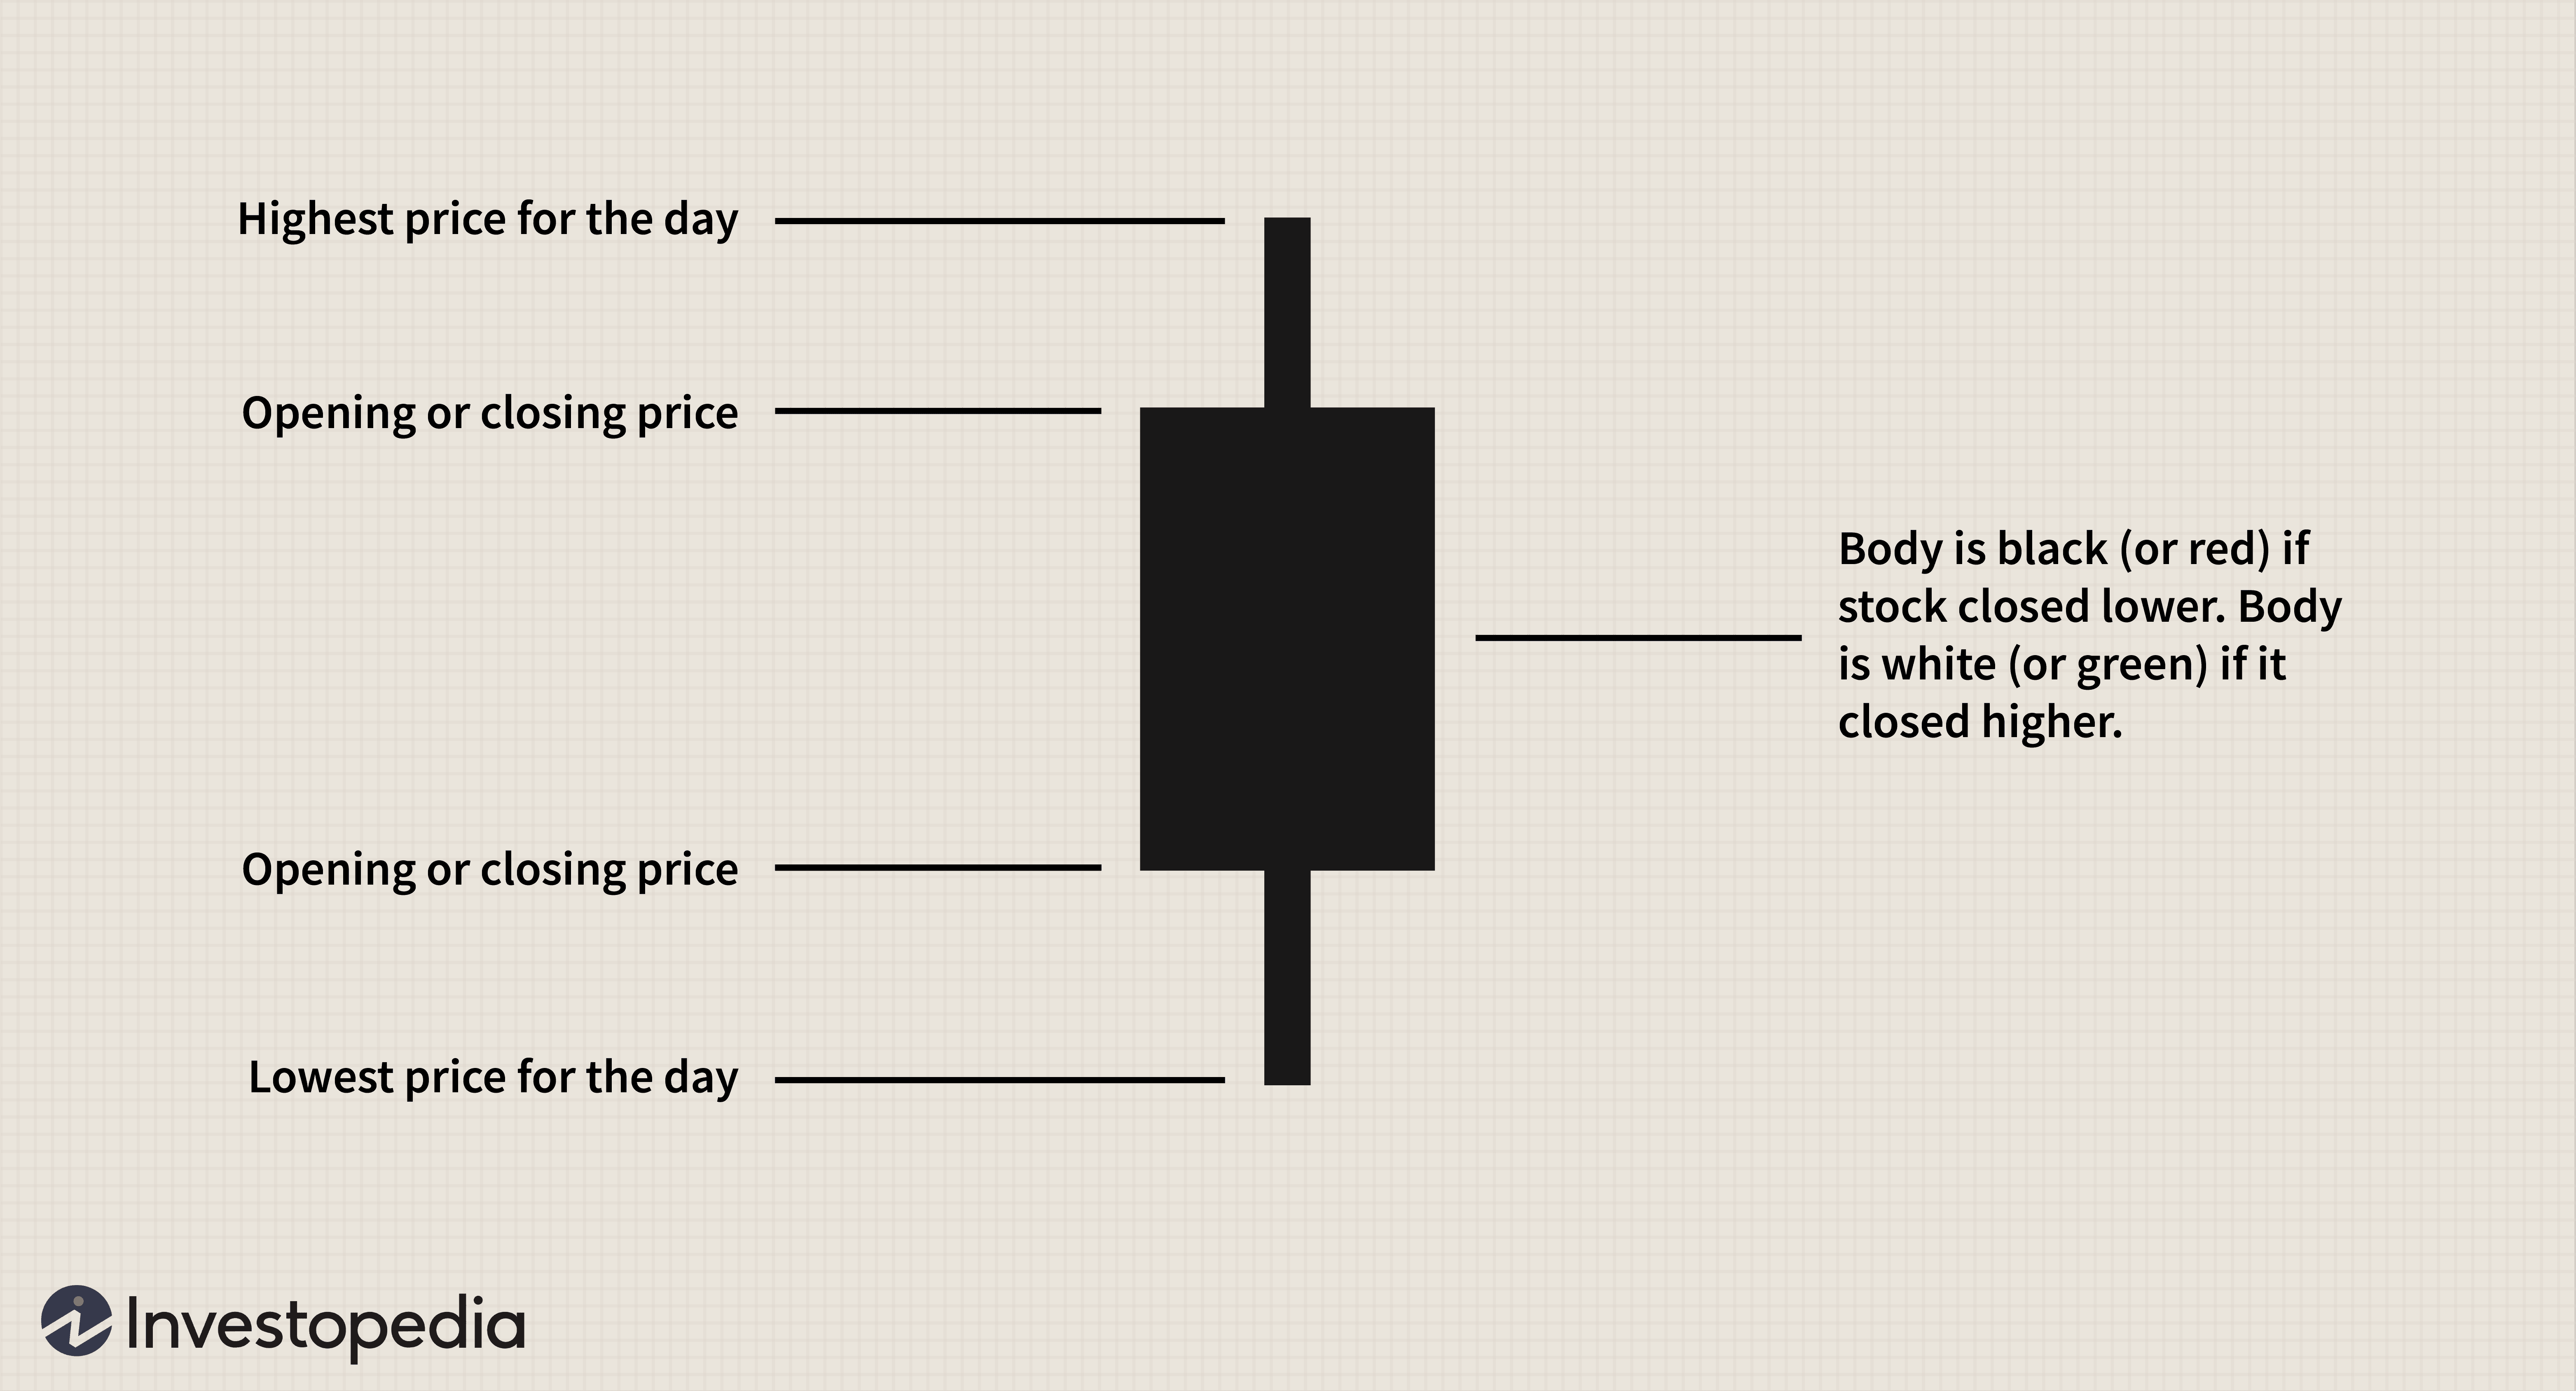 Highest price for the day
Opening or closing price
Body is black (or red) if
stock closed lower. Body
is white (or green) if it
closed higher.
Opening or closing price
Lowest price for the day
Investopedia